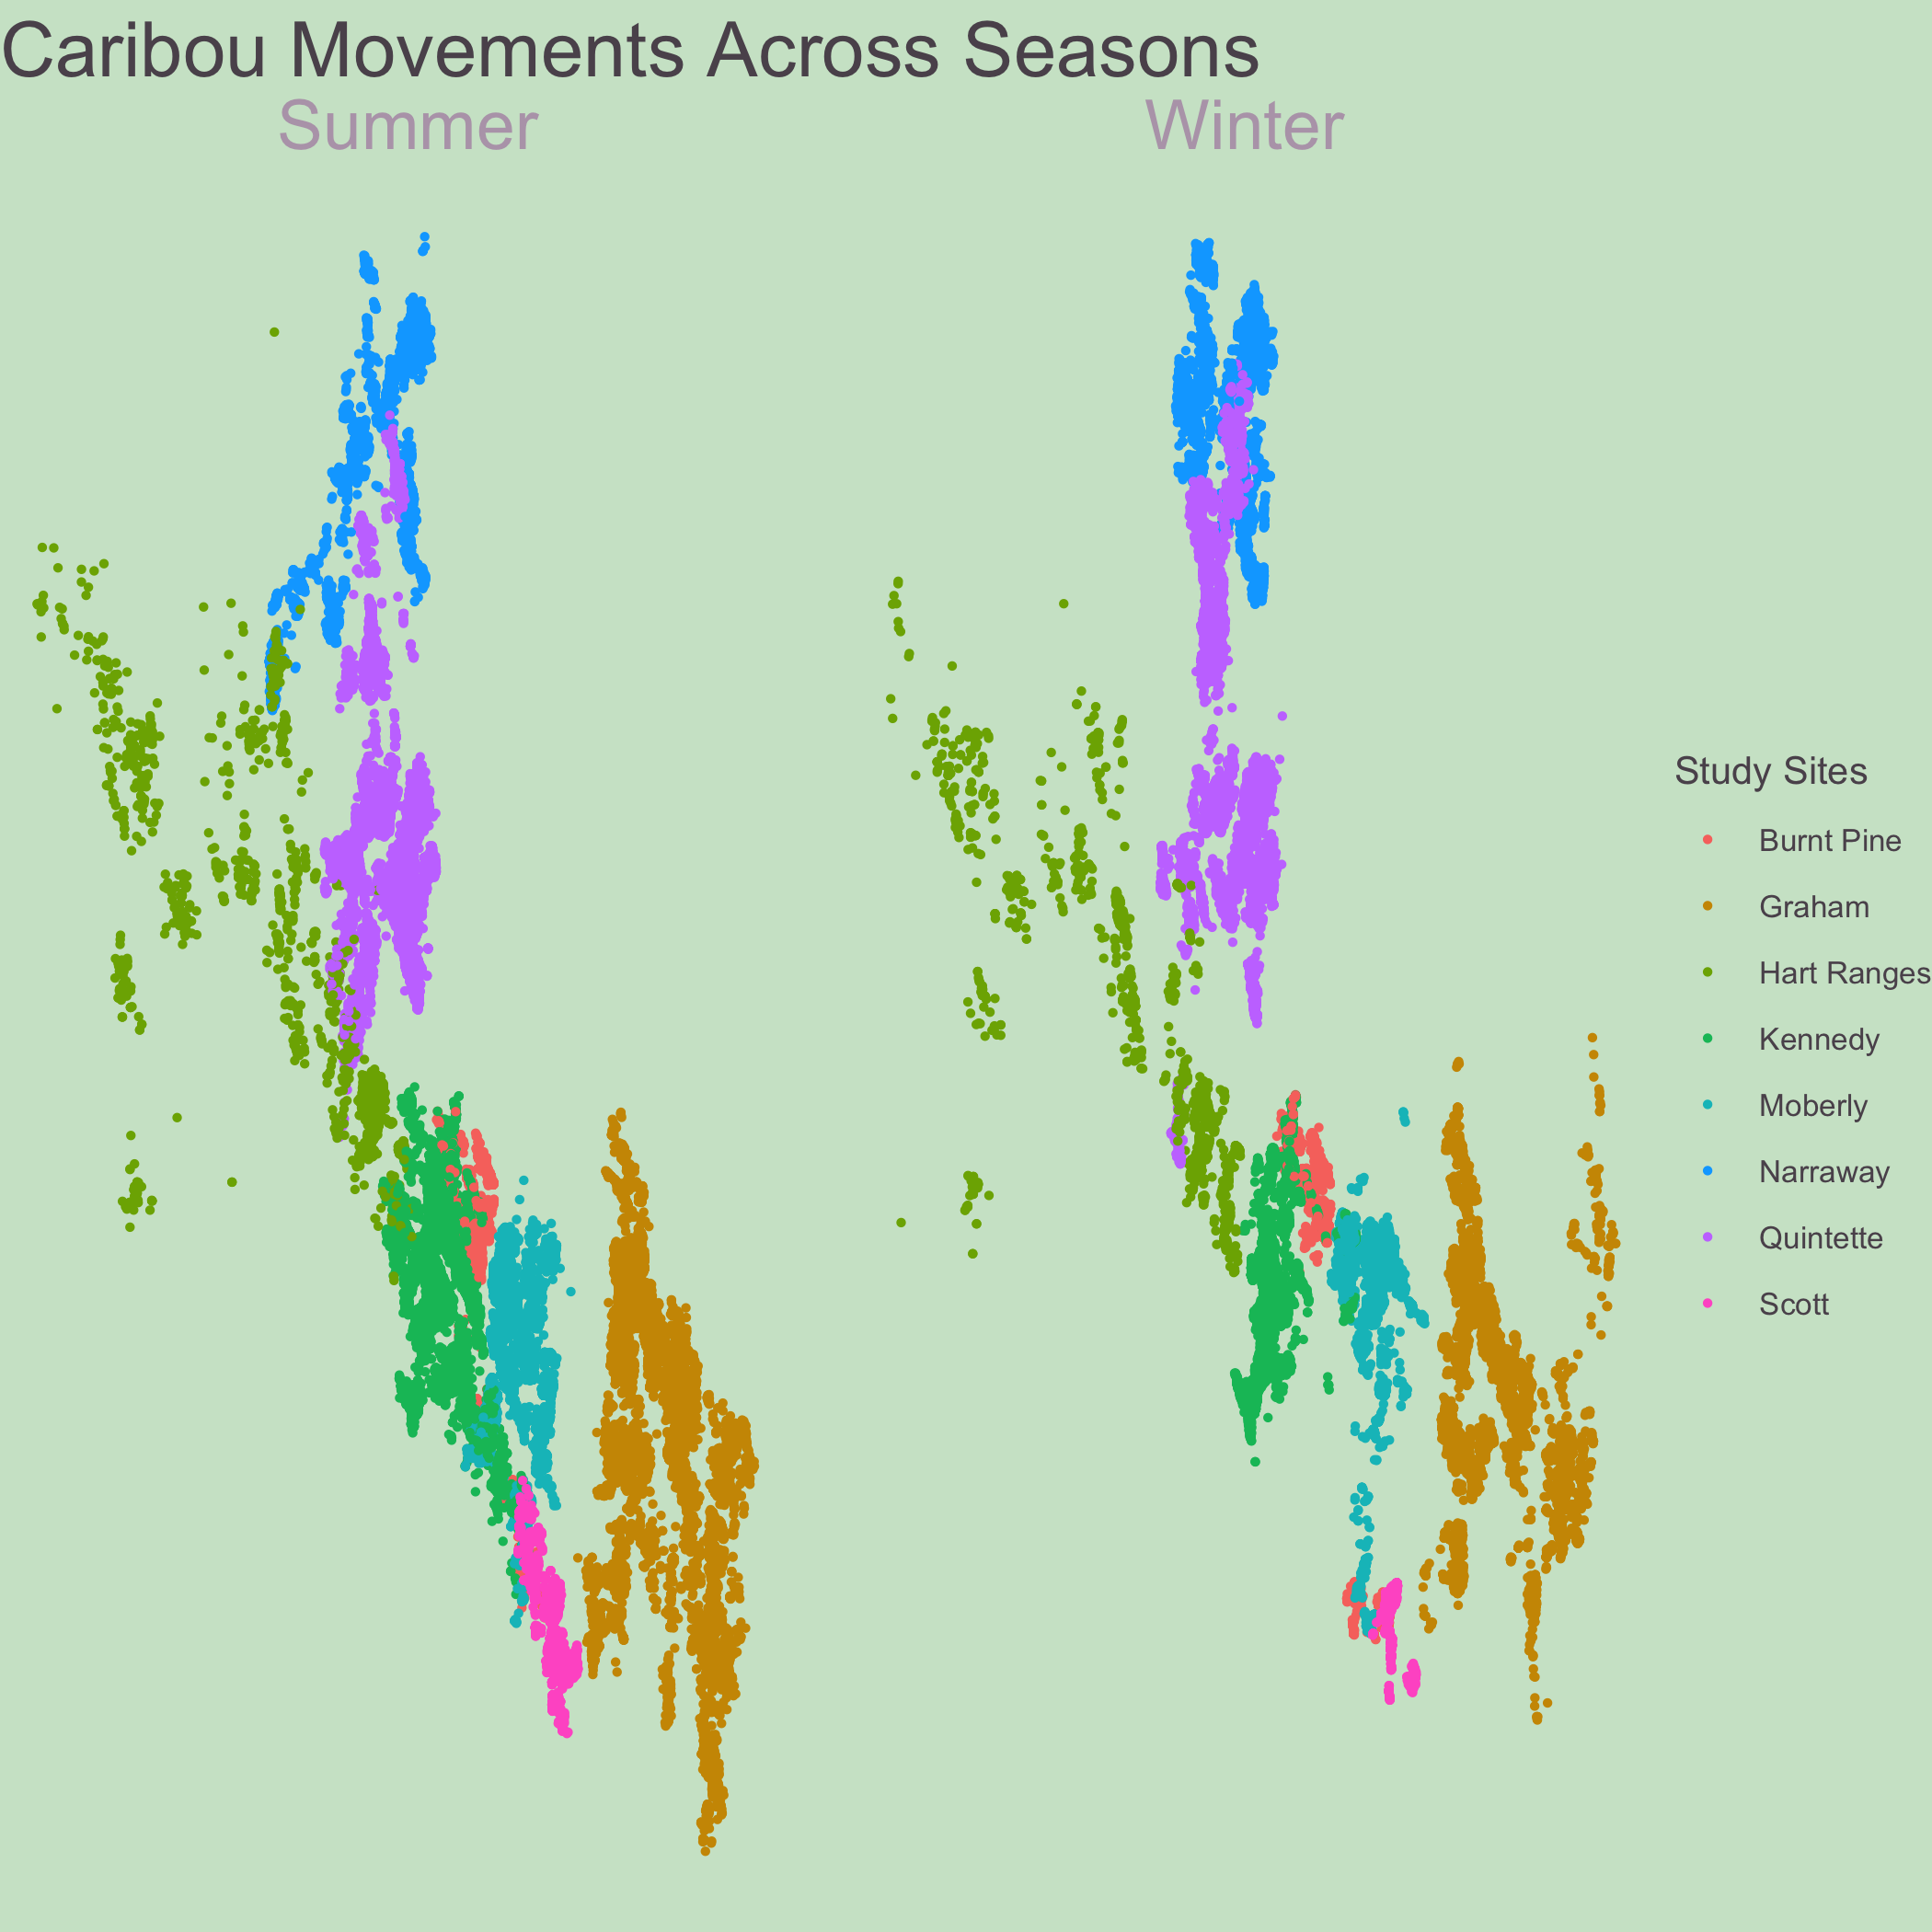 Caribou Movements Across Seasons
Summer
Winter
Study Sites
Burnt Pine
Graham
Hart Ranges
Kennedy
Moberly
Narraway
Quintette
Scott